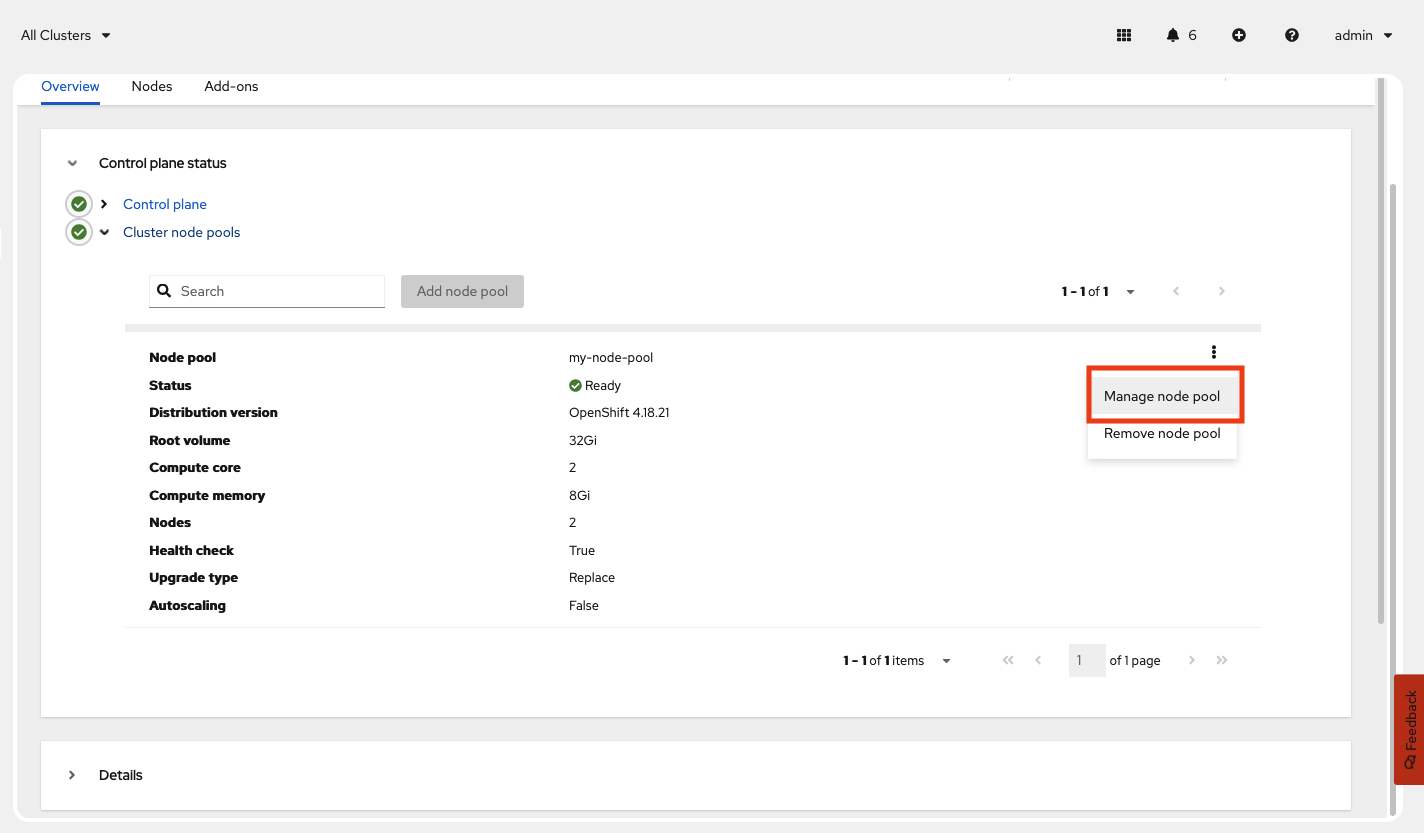 All Clusters 6 admin
Overview Nodes Add-ons
Control plane status
Control plane
Cluster node pools
Search Add node pool 1 - 1 of 1
Node pool my-node-pool
Status Ready
Manage node pool
Distribution version OpenShift 4.18.21
Remove node pool
Root volume 32Gi
Compute core 2
Compute memory 8Gi
Nodes 2
Health check True
Upgrade type Replace
Autoscaling False
1 - 1 of 1 items 1 of 1 page
Feedback
Details